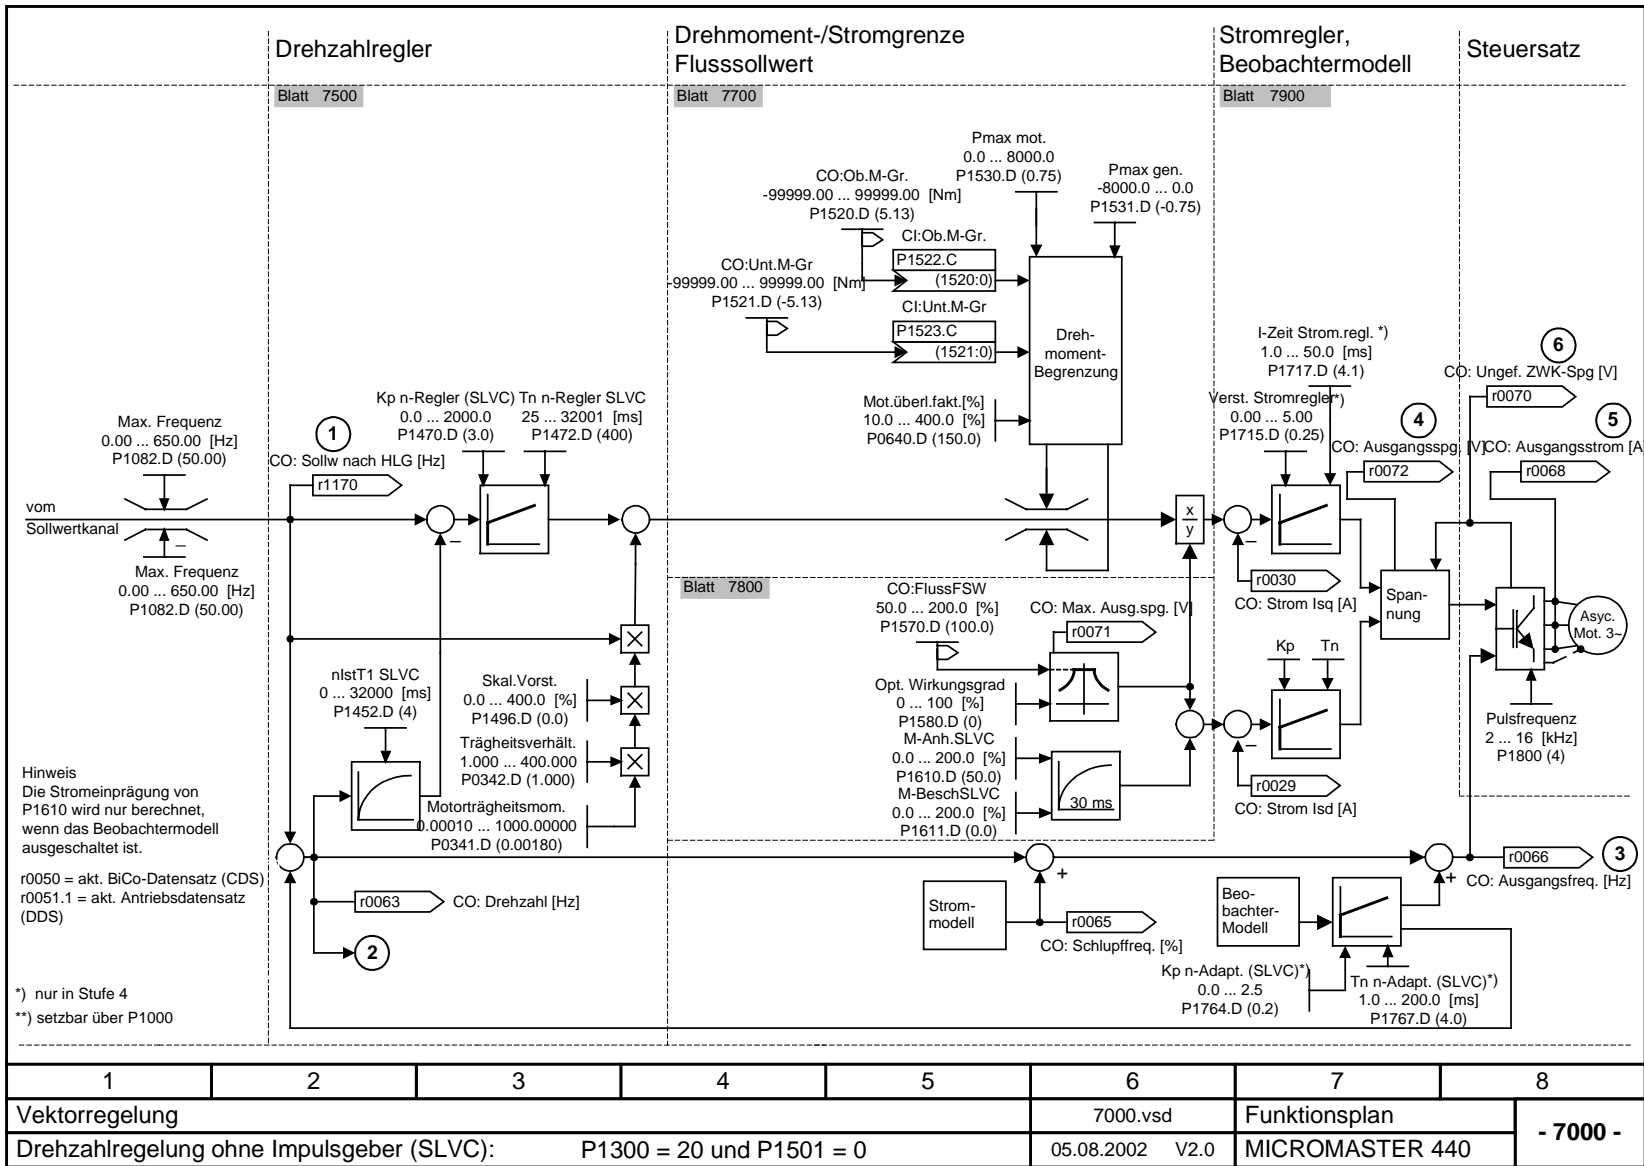 Drehzahlregler
Drehmoment-/Stromgrenze
Flusssollwert
Stromregler,
Beobachtermodell
Steuersatz
Blatt 7500
Blatt 7700
Blatt 7900
Pmax mot.
0.0 ... 8000.0
P1530.D (0.75)
Pmax gen.
-8000.0 ... 0.0
P1531.D (-0.75)
CO:Ob.M-Gr.
-99999.00 ... 99999.00 [Nm]
P1520.D (5.13)
CI:Ob.M-Gr.
P1522.C
(1520:0)
CO:Unt.M-Gr
-99999.00 ... 99999.00 [Nm]
P1521.D (-5.13)
CI:Unt.M-Gr
P1523.C
(1521:0)
Dreh-
moment-
Begrenzung
Mot.überl.fakt.[%]
10.0 ... 400.0 [%]
P0640.D (150.0)
I-Zeit Strom.regl. *)
1.0 ... 50.0 [ms]
P1717.D (4.1)
Verst. Stromregler*)
0.00 ... 5.00
P1715.D (0.25)
6
CO: Ungef. ZWK-Spg [V]
r0070
4
CO: Ausgangsspg. [V]
r0072
5
CO: Ausgangsstrom [A
r0068
Max. Frequenz
0.00 ... 650.00 [Hz]
P1082.D (50.00)
1
CO: Sollw nach HLG [Hz]
r1170
Kp n-Regler (SLVC)
0.0 ... 2000.0
P1470.D (3.0)
Tn n-Regler SLVC
25 ... 32001 [ms]
P1472.D (400)
vom
Sollwertkanal
–
–
x
y
–
Max. Frequenz
0.00 ... 650.00 [Hz]
P1082.D (50.00)
Blatt 7800
CO:FlussFSW
50.0 ... 200.0 [%]
P1570.D (100.0)
CO: Max. Ausg.spg. [V]
r0071
r0030
CO: Strom Isq [A]
Span-
nung
Asyc.
Mot. 3~
Kp
Tn
nIstT1 SLVC
0 ... 32000 [ms]
P1452.D (4)
Skal.Vorst.
0.0 ... 400.0 [%]
P1496.D (0.0)
Opt. Wirkungsgrad
0 ... 100 [%]
P1580.D (0)
Trägheitsverhält.
1.000 ... 400.000
P0342.D (1.000)
M-Anh.SLVC
0.0 ... 200.0 [%]
P1610.D (50.0)
M-BeschSLVC
0.0 ... 200.0 [%]
P1611.D (0.0)
30 ms
–
Pulsfrequenz
2 ... 16 [kHz]
P1800 (4)
Motorträgheitsmom.
0.00010 ... 1000.00000
P0341.D (0.00180)
r0029
CO: Strom Isd [A]
Hinweis
Die Stromeinprägung von
P1610 wird nur berechnet,
wenn das Beobachtermodell
ausgeschaltet ist.
r0050 = akt. BiCo-Datensatz (CDS)
r0051.1 = akt. Antriebsdatensatz
(DDS)
r0063
CO: Drehzahl [Hz]
2
+
Strom-
modell
r0065
CO: Schlupffreq. [%]
+
r0066
3
CO: Ausgangsfreq. [Hz]
Beo-
bachter-
Modell
Kp n-Adapt. (SLVC)*)
0.0 ... 2.5
P1764.D (0.2)
Tn n-Adapt. (SLVC)*)
1.0 ... 200.0 [ms]
P1767.D (4.0)
*) nur in Stufe 4
**) setzbar über P1000
1 2 3 4 5 6 7 8
Vektorregelung
7000.vsd
Funktionsplan
- 7000 -
Drehzahlregelung ohne Impulsgeber (SLVC): P1300 = 20 und P1501 = 0
05.08.2002 V2.0
MICROMASTER 440